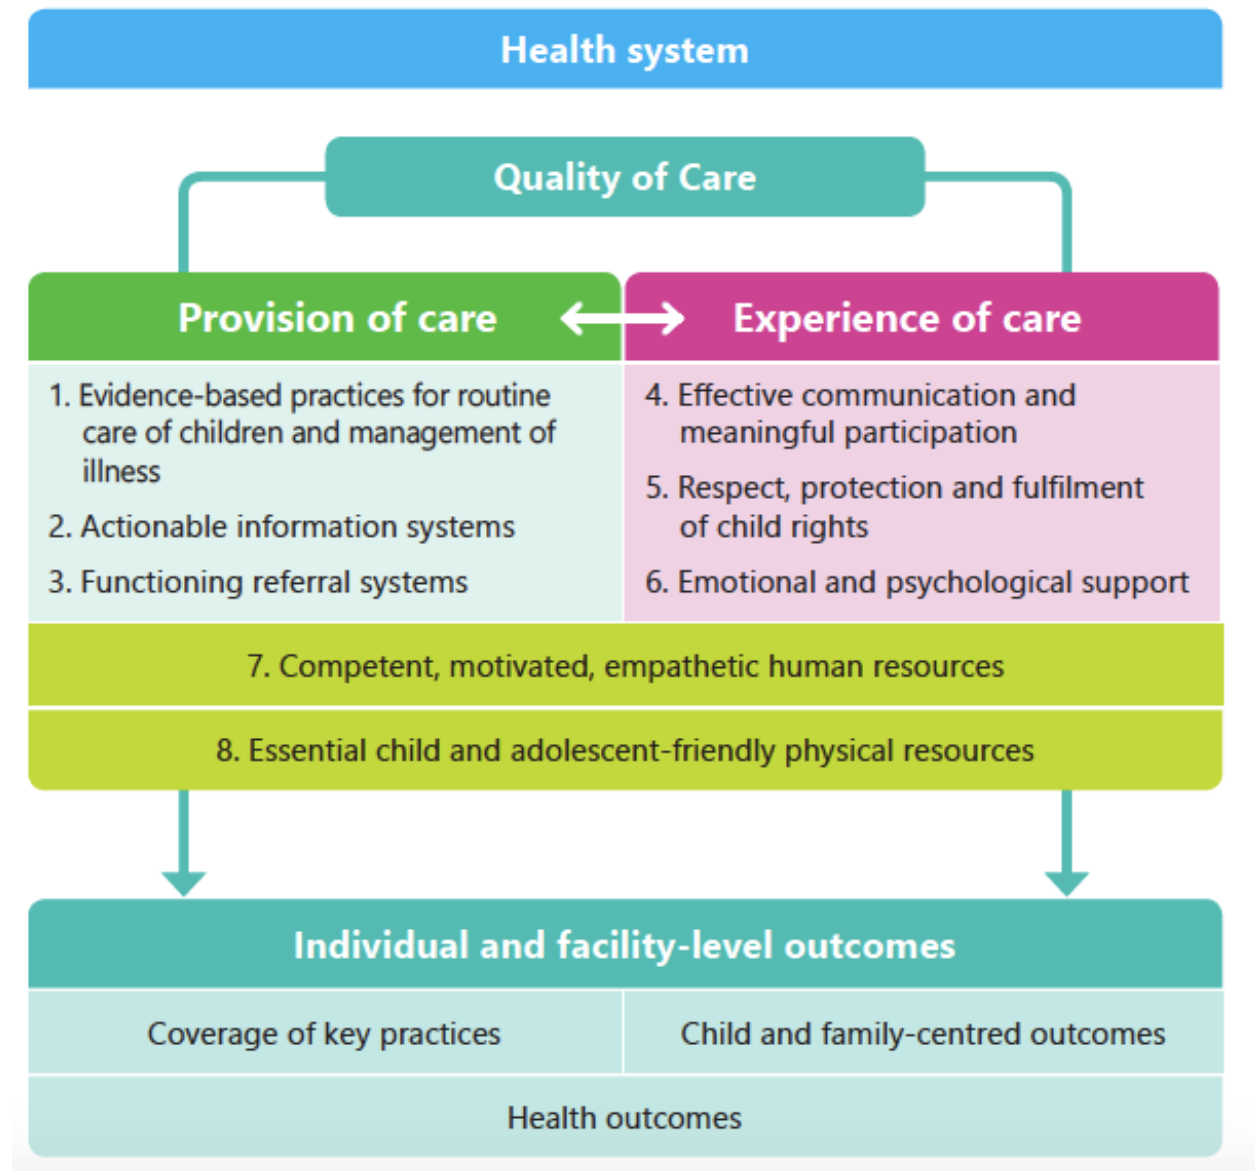 Health system
Quality of Care
Provision of care
Experience of care
1. Evidence-based practices for routine
care of children and management of
illness
2. Actionable information systems
3. Functioning referral systems
4. Effective communication and
meaningful participation
5. Respect, protection and fulfilment
of child rights
6. Emotional and psychological support
7. Competent, motivated, empathetic human resources
8. Essential child and adolescent-friendly physical resources
Individual and facility-level outcomes
Coverage of key practices
Child and family-centred outcomes
Health outcomes